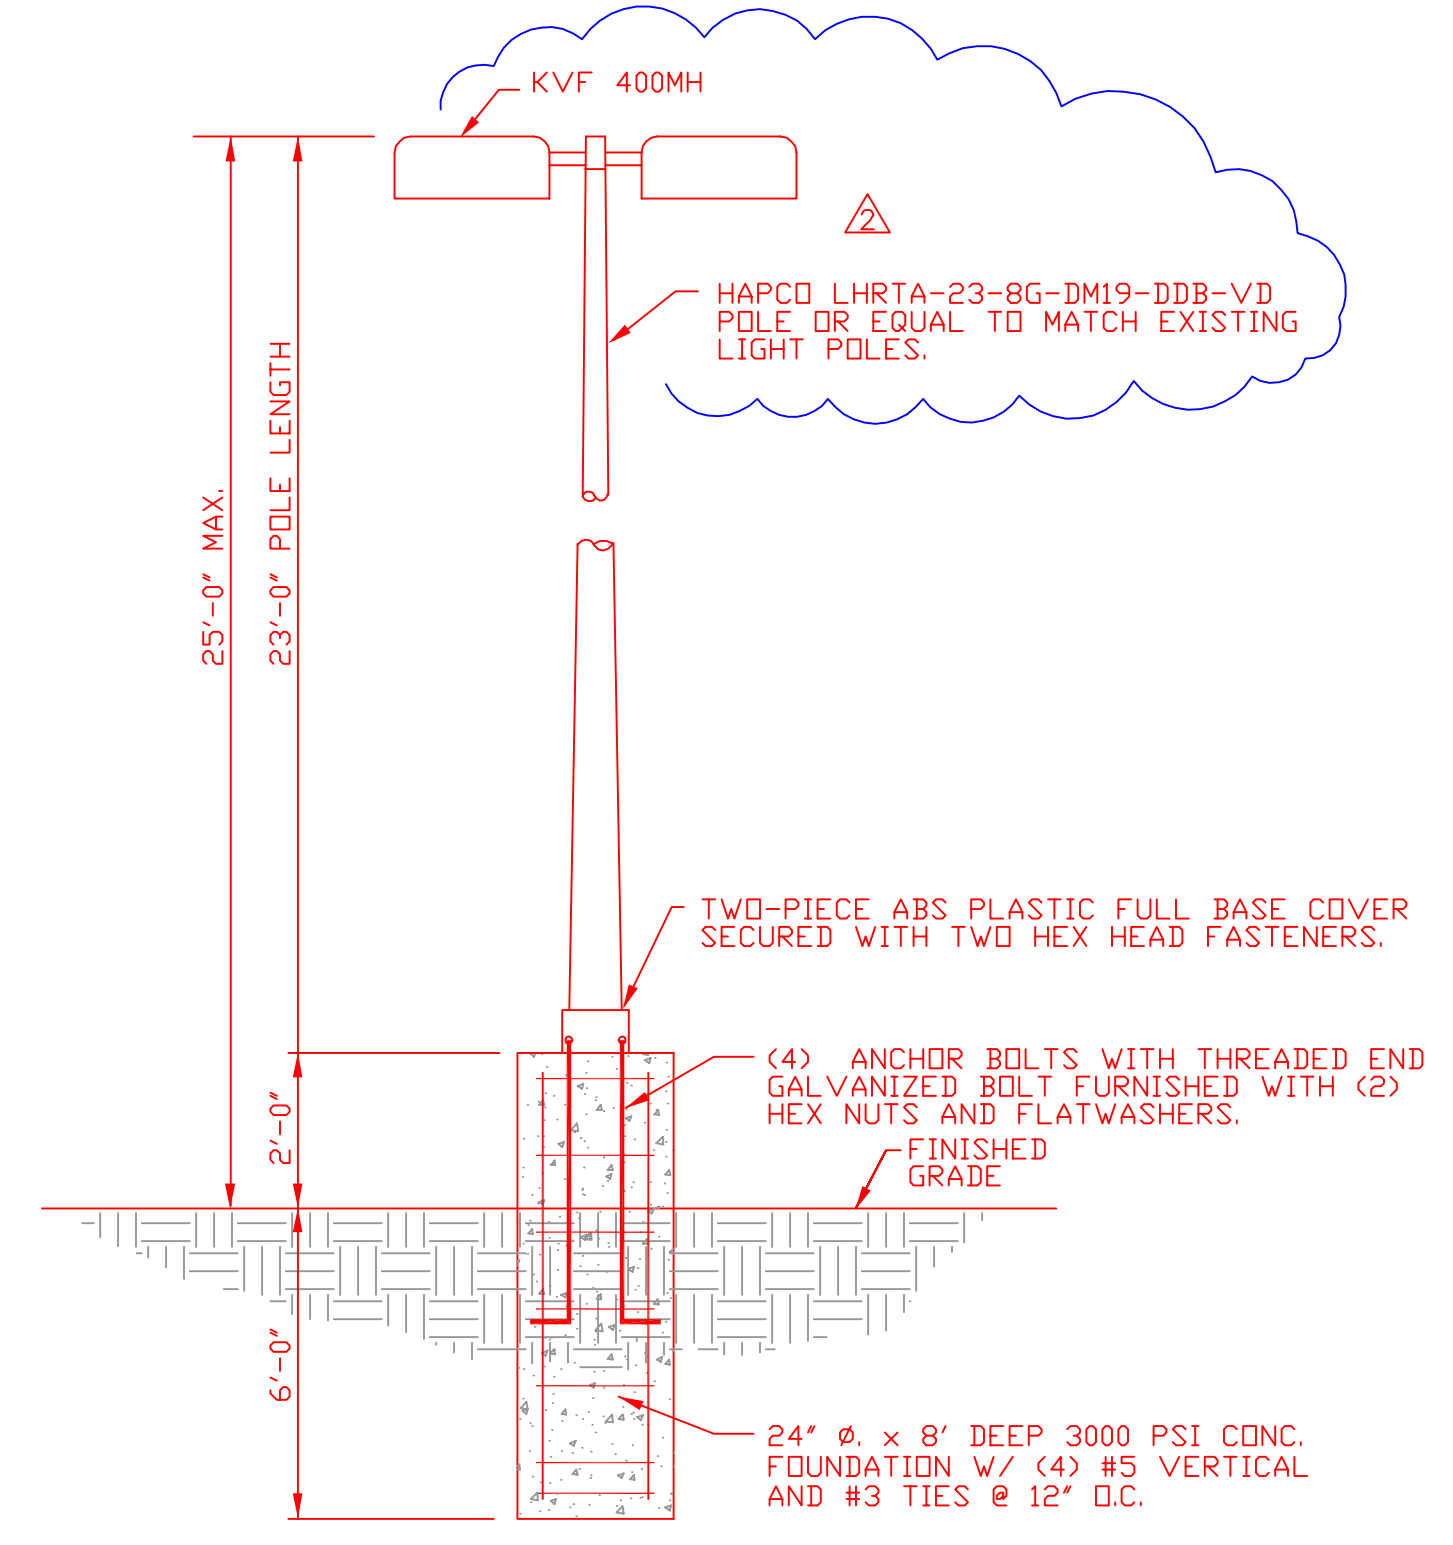 KVF 400MH
2
HAPCO LHRTA-23-8G-DM19-DDB-VD
POLE OR EQUAL TO MATCH EXISTING
LIGHT POLES.
25'-0" MAX.
23'-0" POLE LENGTH
TWO-PIECE ABS PLASTIC FULL BASE COVER
SECURED WITH TWO HEX HEAD FASTENERS.
(4) ANCHOR BOLTS WITH THREADED END
GALVANIZED BOLT FURNISHED WITH (2)
HEX NUTS AND FLATWASHERS.
2'-0"
FINISHED
GRADE
6'-0"
24" Ø. x 8' DEEP 3000 PSI CONC.
FOUNDATION W/ (4) #5 VERTICAL
AND #3 TIES @ 12" O.C.